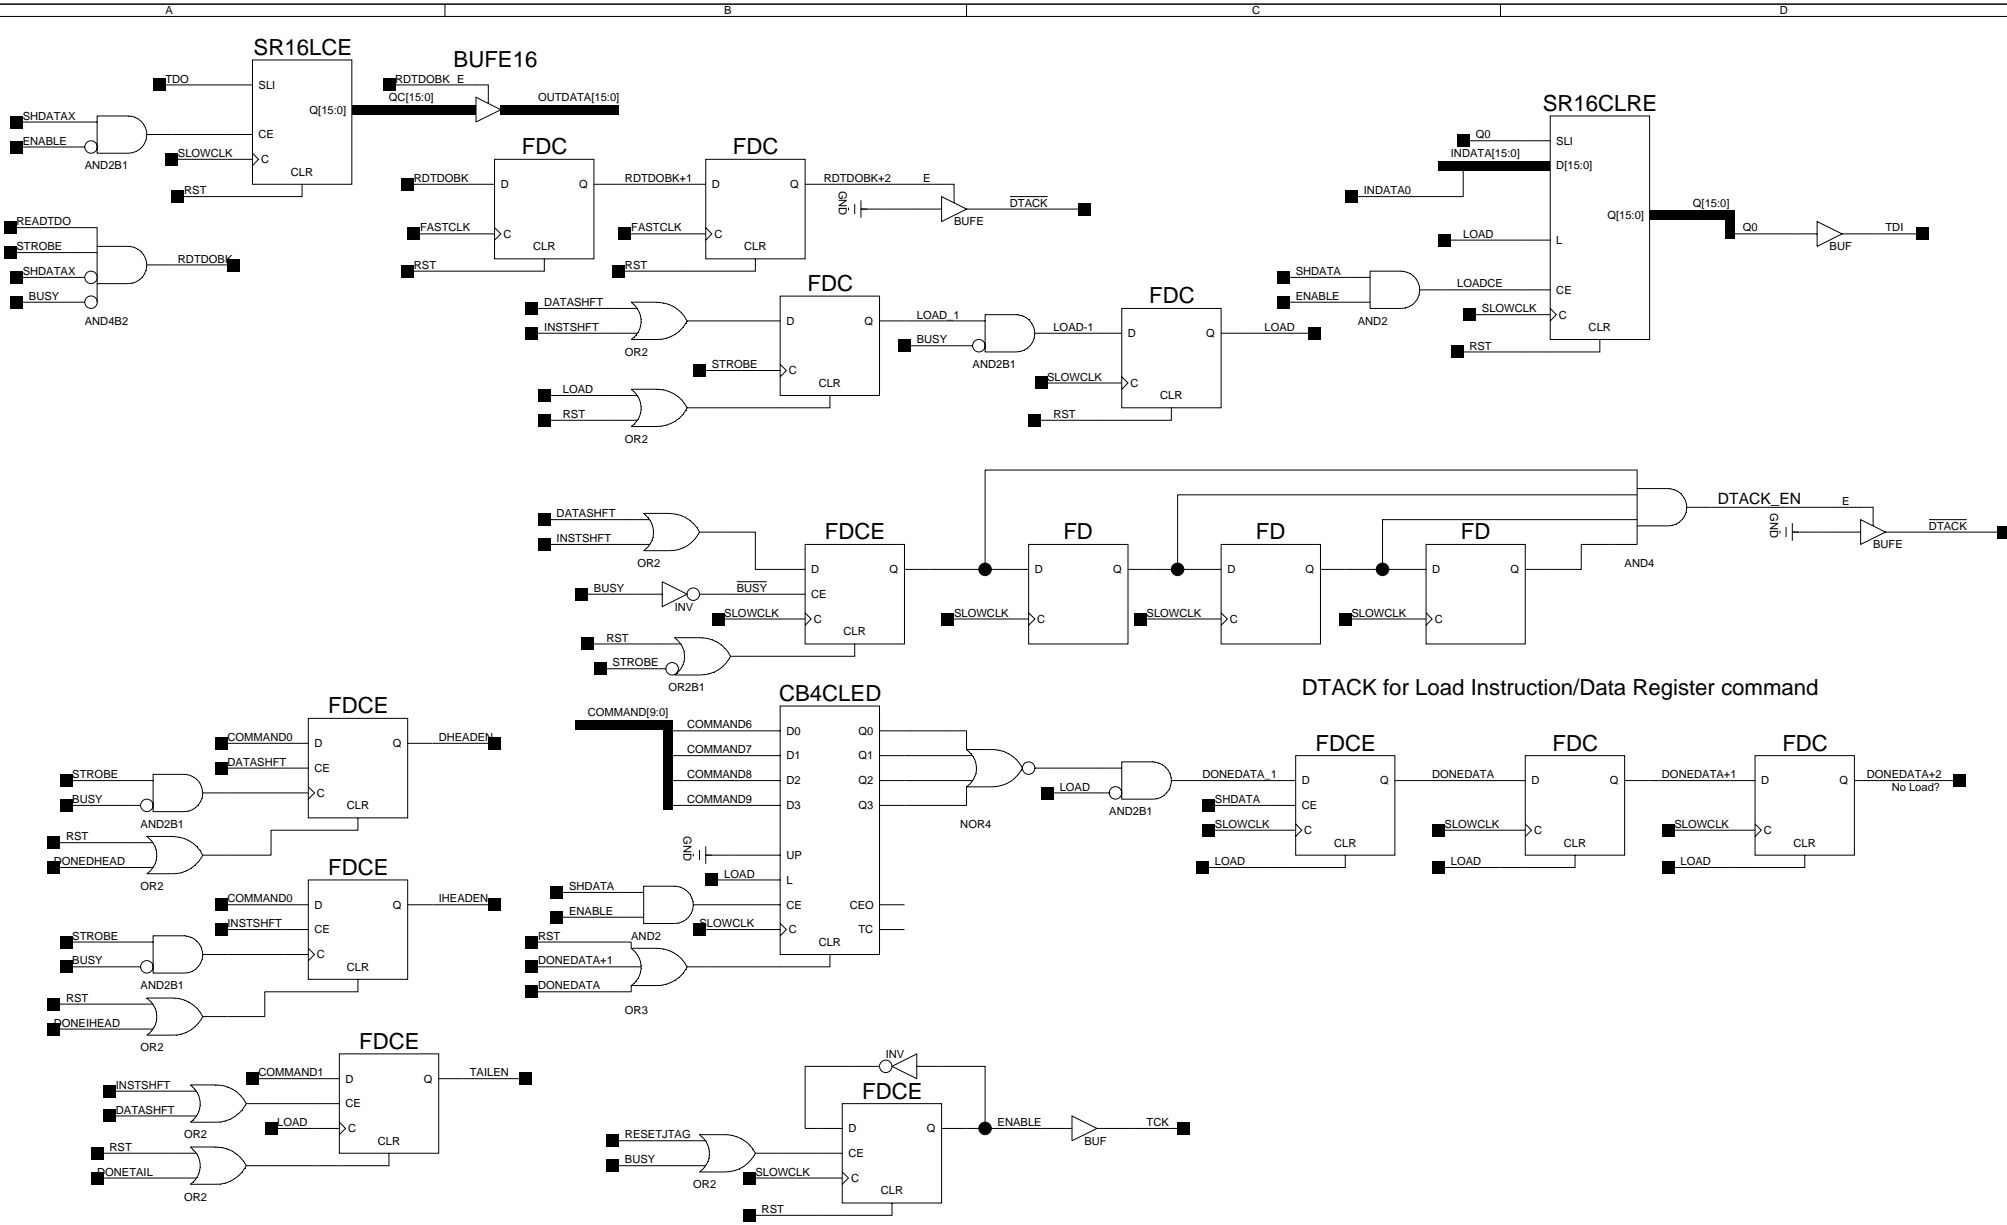 A
B
C
D
SR16LCE
TDO
SLI
Q[15:0]
SHDATAX
ENABLE
AND2B1
CE
SLOWCLK
C
CLR
RST
BUFE16
RDTDOBK E
QC[15:0]
OUTDATA[15:0]
READTDO
STROBE
SHDATAX
BUSY
RDTDOBK
AND4B2
FDC
RDTDOBK
D
Q
FASTCLK
C
CLR
RST
FDC
RDTDOBK+1
D
Q
FASTCLK
C
CLR
RST
RDTDOBK+2
E
GND
BUFE
DTACK
SR16CLRE
Q0
SLI
INDATA[15:0]
D[15:0]
INDATA0
Q[15:0]
LOAD
L
SHDATA
ENABLE
AND2
LOADCE
CE
SLOWCLK
C
CLR
RST
Q[15:0]
Q0
BUF
TDI
DATASHFT
INSTSHFT
OR2
FDC
D
Q
STROBE
C
CLR
LOAD
RST
OR2
LOAD_1
BUSY
AND2B1
LOAD-1
FDC
D
Q
SLOWCLK
C
CLR
RST
LOAD
DATASHFT
INSTSHFT
OR2
BUSY
INV
BUSY
FDCE
D
Q
CE
SLOWCLK
C
CLR
RST
STROBE
OR2B1
FD
D
Q
SLOWCLK
C
FD
D
Q
SLOWCLK
C
FD
D
Q
SLOWCLK
C
AND4
DTACK_EN
E
GND
BUFE
DTACK
DTACK for Load Instruction/Data Register command
FDCE
COMMAND0
D
Q
DHEADEN
DATASHFT
CE
STROBE
BUSY
AND2B1
C
CLR
RST
DONEDHEAD
OR2
FDCE
COMMAND0
D
Q
IHEADEN
INSTSHFT
CE
STROBE
BUSY
AND2B1
C
CLR
RST
DONEIHEAD
OR2
FDCE
COMMAND1
D
Q
TAILEN
INSTSHFT
DATASHFT
OR2
CE
LOAD
C
CLR
RST
DONETAIL
OR2
CB4CLED
COMMAND[9:0]
COMMAND6
D0
Q0
COMMAND7
D1
Q1
COMMAND8
D2
Q2
COMMAND9
D3
Q3
GND
UP
LOAD
L
SHDATA
ENABLE
AND2
CE
CEO
SLOWCLK
C
TC
CLR
RST
DONEDATA+1
DONEDATA
OR3
NOR4
LOAD
AND2B1
FDCE
DONEDATA_1
D
Q
SHDATA
CE
SLOWCLK
C
CLR
LOAD
FDC
DONEDATA
D
Q
SLOWCLK
C
CLR
LOAD
FDC
DONEDATA+1
D
Q
SLOWCLK
C
CLR
LOAD
DONEDATA+2
No Load?
INV
FDCE
D
Q
RESETJTAG
BUSY
OR2
CE
SLOWCLK
C
CLR
RST
ENABLE
BUF
TCK